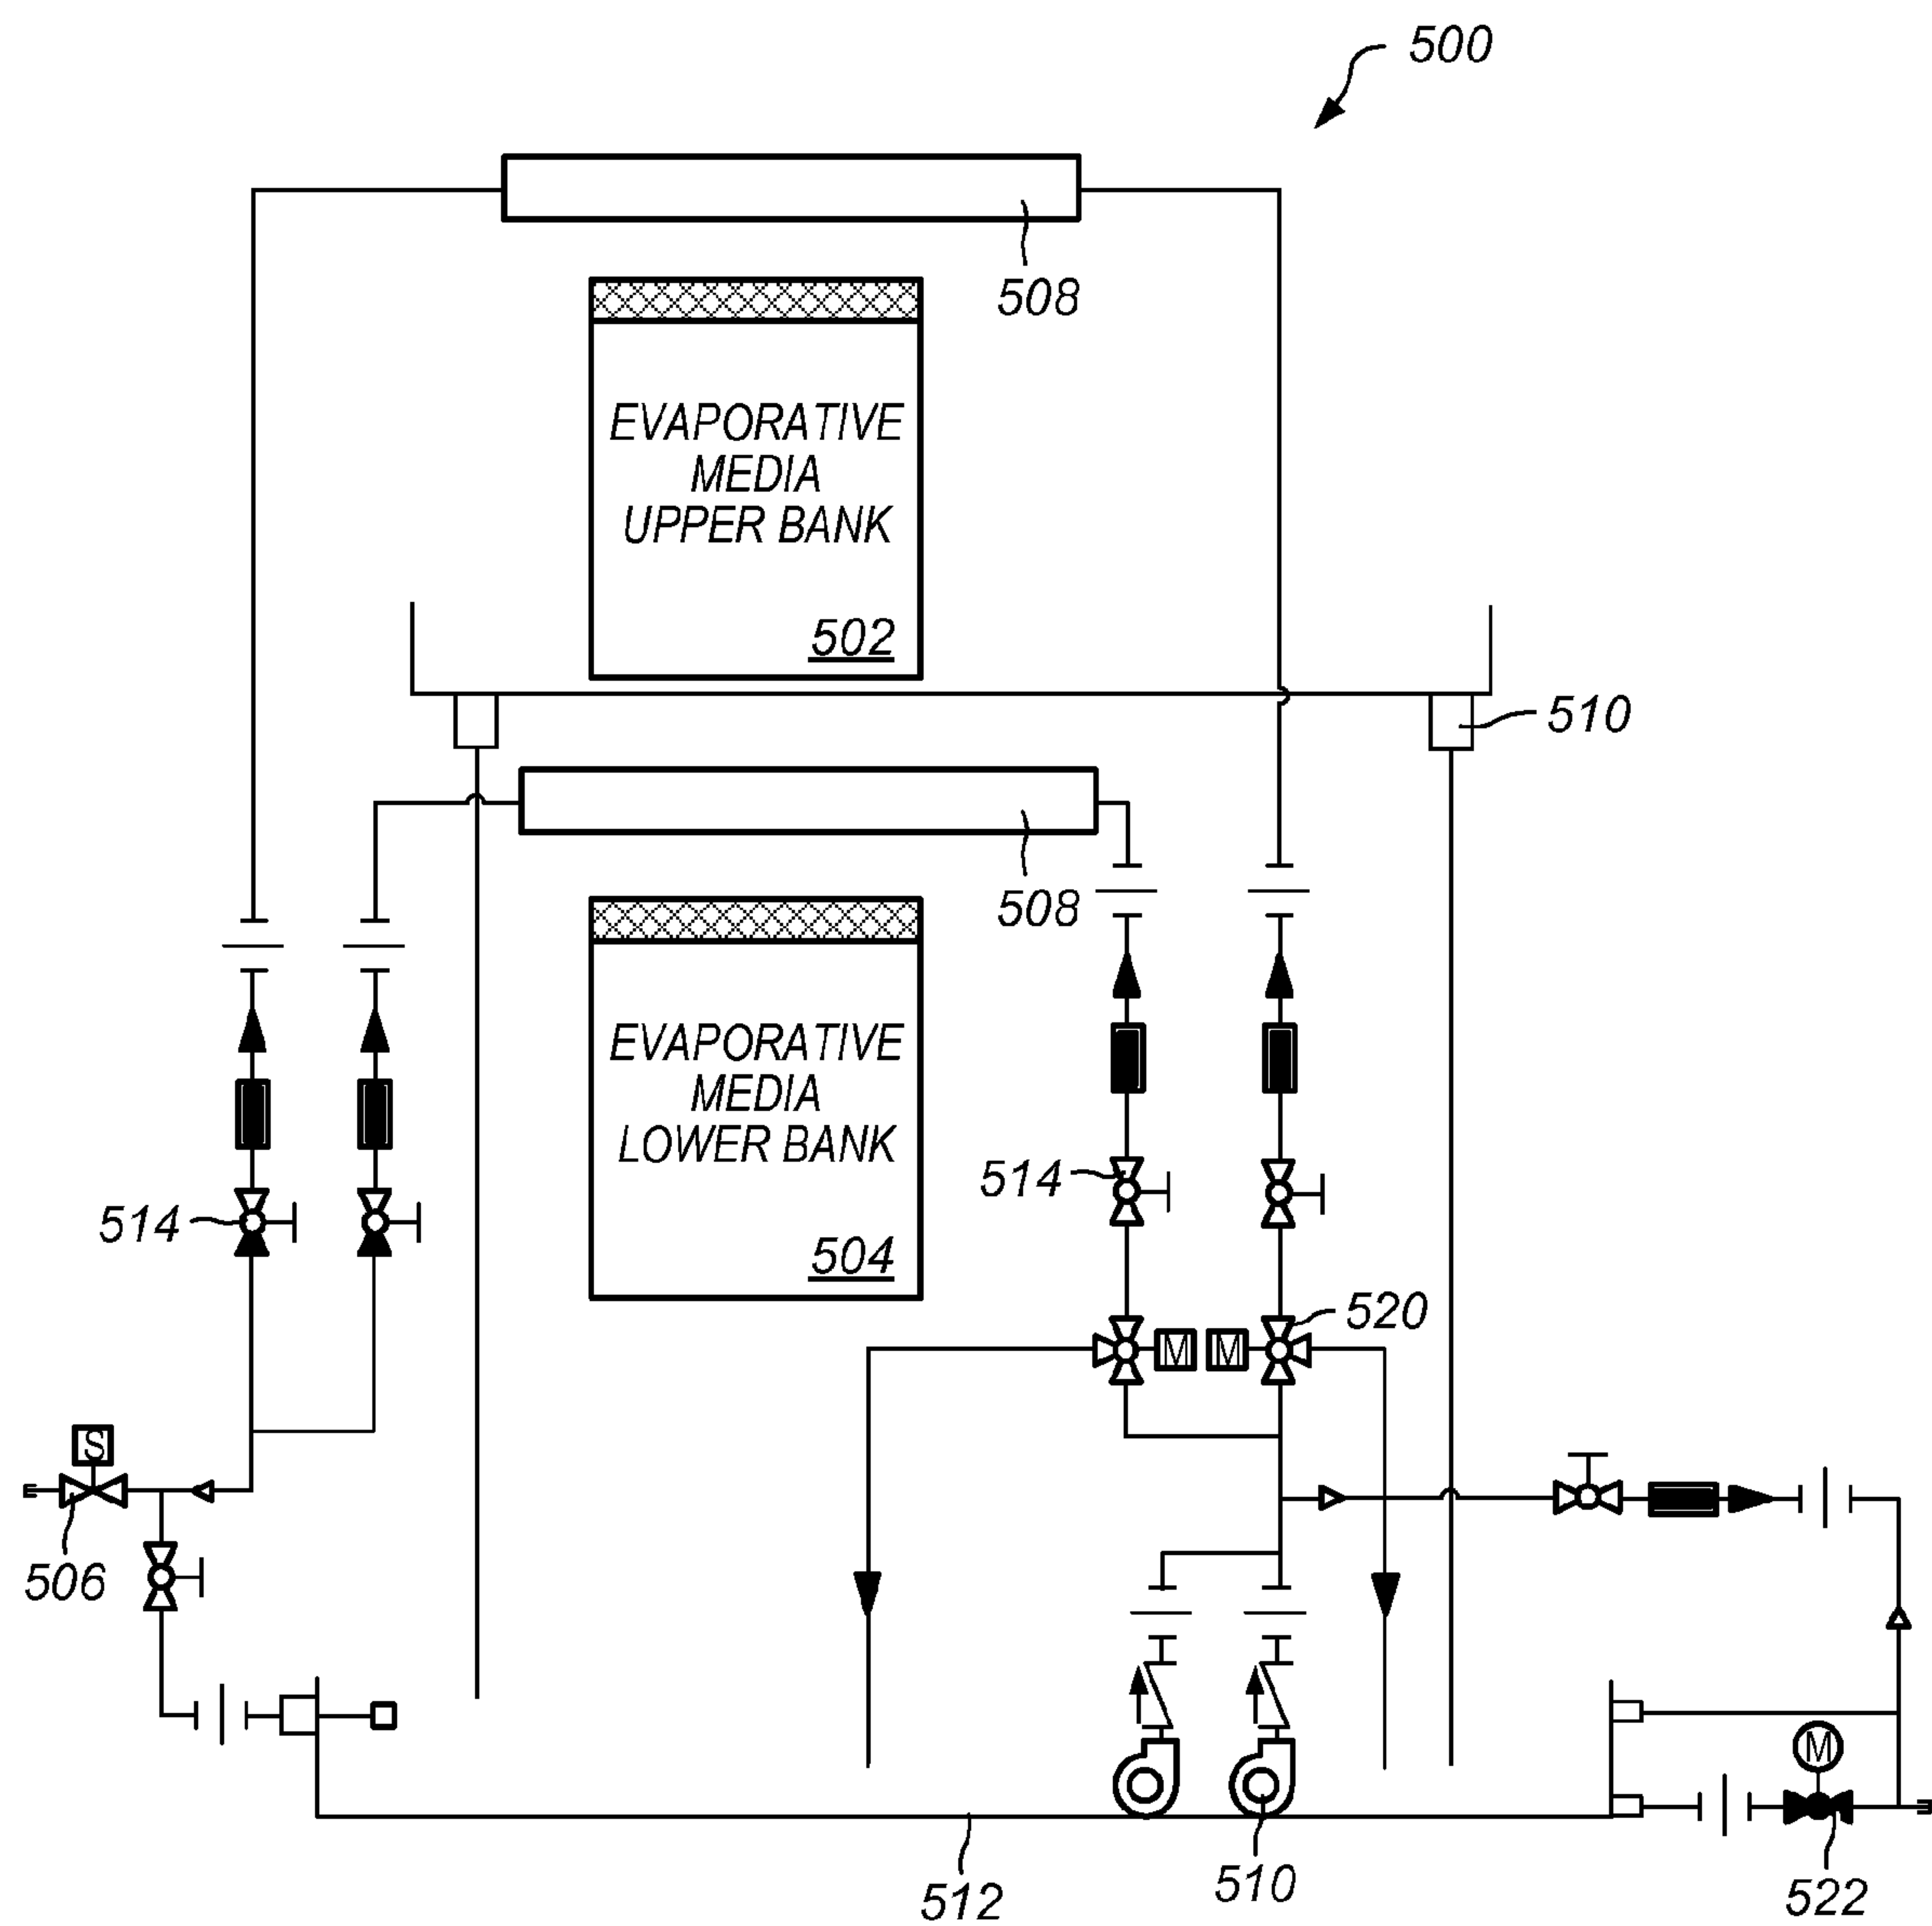 500
508
EVAPORATIVE
MEDIA
UPPER BANK
502
510
508
EVAPORATIVE
MEDIA
LOWER BANK
504
514
514
520
M
M
S
506
M
512
510
522